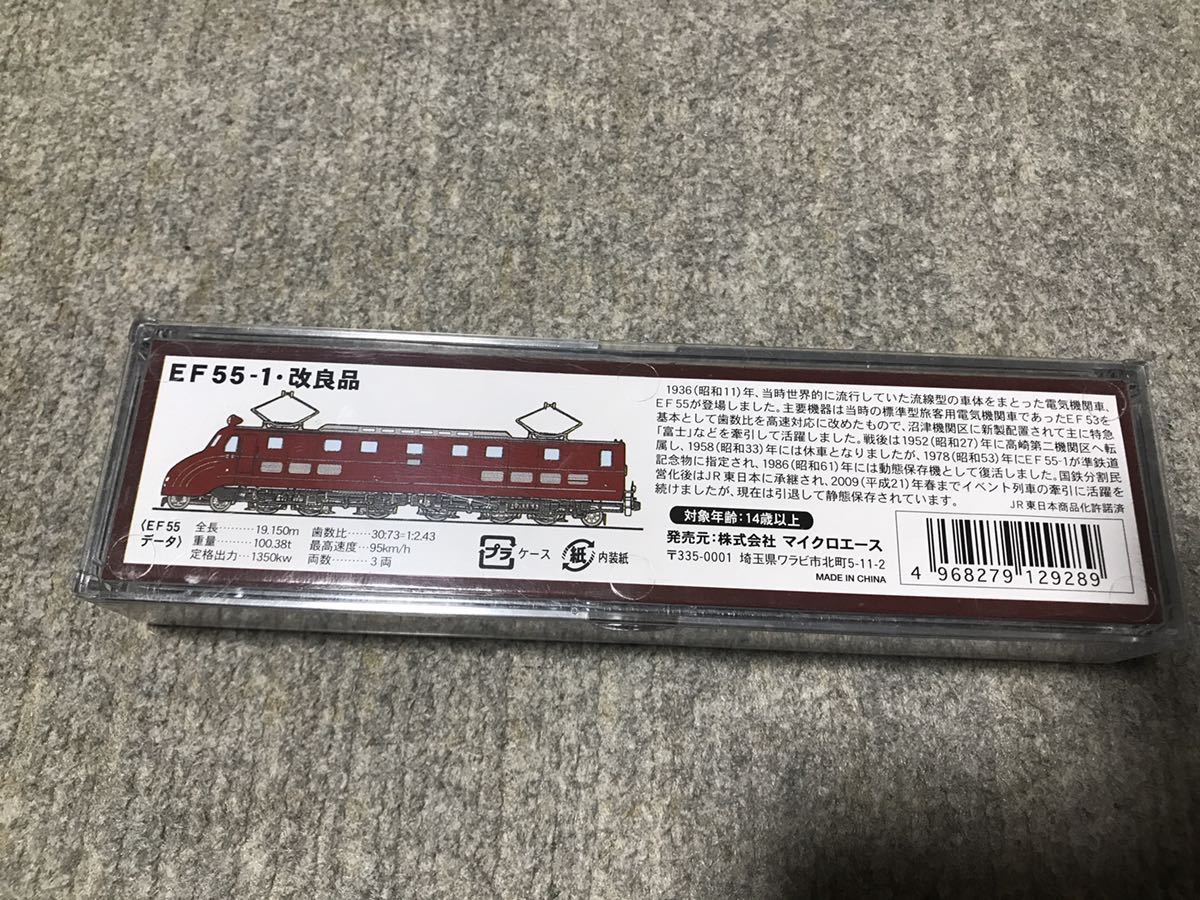 EF55-1・改良品
〈EF55
データ〉
全長………19.150m
重量………100.38t
定格出力…1350kw
歯数比……30:73=1:2.43
最高速度…95km/h
両数………3両
プラ ケース
紙 内装紙
1936(昭和11)年、当時世界的に流行していた流線型の車体をまとった電気機関車、
EF55が登場しました。主要機器は当時の標準型旅客用電気機関車であったEF53を
基本として歯数比を高速対応に改めたもので、沼津機関区に新製配置されて主に特急
「富士」などを牽引して活躍しました。戦後は1952(昭和27)年に高崎第二機関区へ転
属し、1958(昭和33)年には休車となりましたが、1978(昭和53)年にEF55-1が準鉄道
記念物に指定され、1986(昭和61)年には動態保存機として復活しました。国鉄分割民
営化後はJR東日本に承継され、2009(平成21)年春までイベント列車の牽引に活躍を
続けましたが、現在は引退して静態保存されています。
JR東日本商品化許諾済
対象年齢:14歳以上
発売元:株式会社 マイクロエース
〒335-0001 埼玉県ワラビ市北町5-11-2
MADE IN CHINA
4 968279 129289